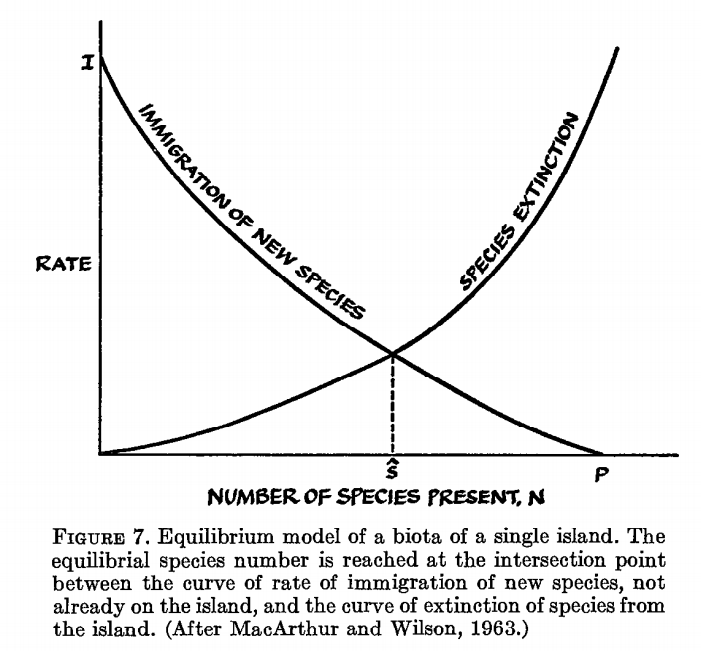 I
IMMIGRATION OF NEW SPECIES
SPECIES EXTINCTION
RATE
Ŝ
P
NUMBER OF SPECIES PRESENT, N
FIGURE 7. Equilibrium model of a biota of a single island. The
equilibrial species number is reached at the intersection point
between the curve of rate of immigration of new species, not
already on the island, and the curve of extinction of species from
the island. (After MacArthur and Wilson, 1963.)